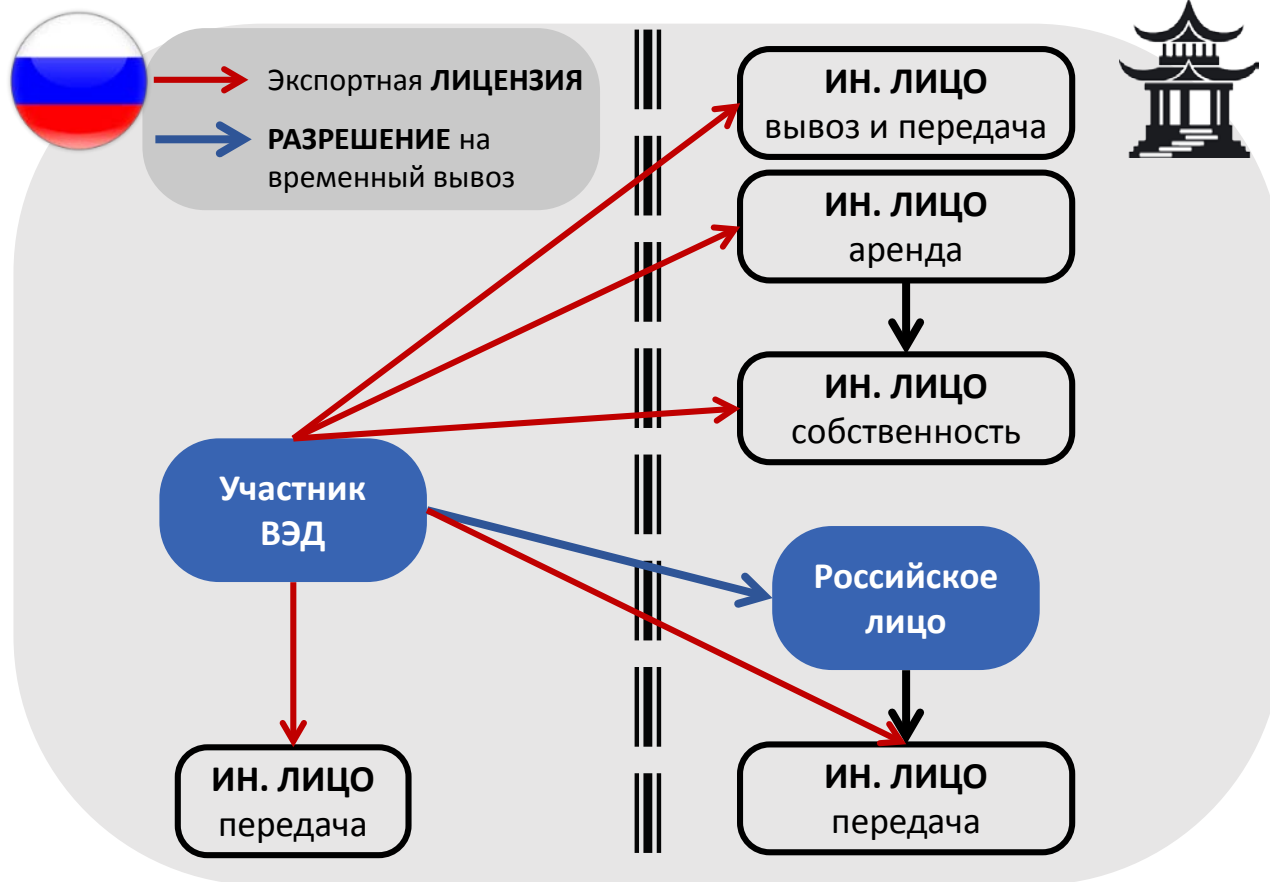 Экспортная ЛИЦЕНЗИЯ
РАЗРЕШЕНИЕ на
временный вывоз
ИН. ЛИЦО
вывоз и передача
ИН. ЛИЦО
аренда
ИН. ЛИЦО
собственность
Участник
ВЭД
Российское
лицо
ИН. ЛИЦО
передача
ИН. ЛИЦО
передача